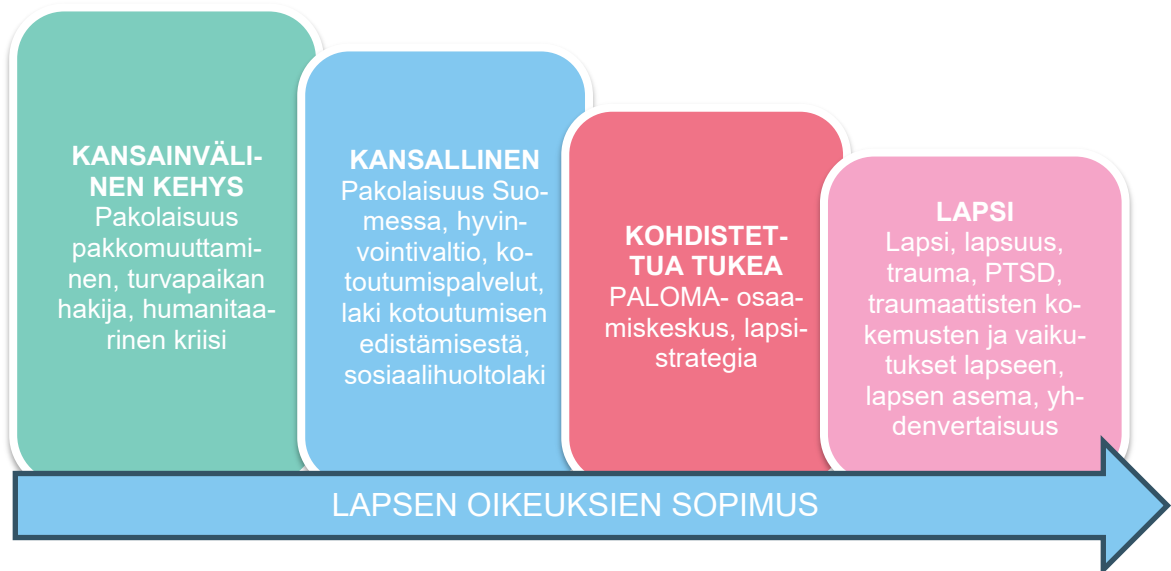 KANSAINVÄLI-
NEN KEHYS
Pakolaisuus
pakkomuuttami-
nen, turvapaikan
hakija, humanitaa-
rinen kriisi
KANSALLINEN
Pakolaisuus Suo-
messa, hyvin-
vointivaltio, ko-
toutumispalvelut,
laki kotoutumisen
edistämisestä,
sosiaalihuoltolaki
KOHDISTET-
TUA TUKEA
PALOMA- osaa-
miskeskus, lapsi-
strategia
LAPSI
Lapsi, lapsuus,
trauma, PTSD,
traumaattisten ko-
kemusten ja vaiku-
tukset lapseen,
lapsen asema, yh-
denvertaisuus
LAPSEN OIKEUKSIEN SOPIMUS